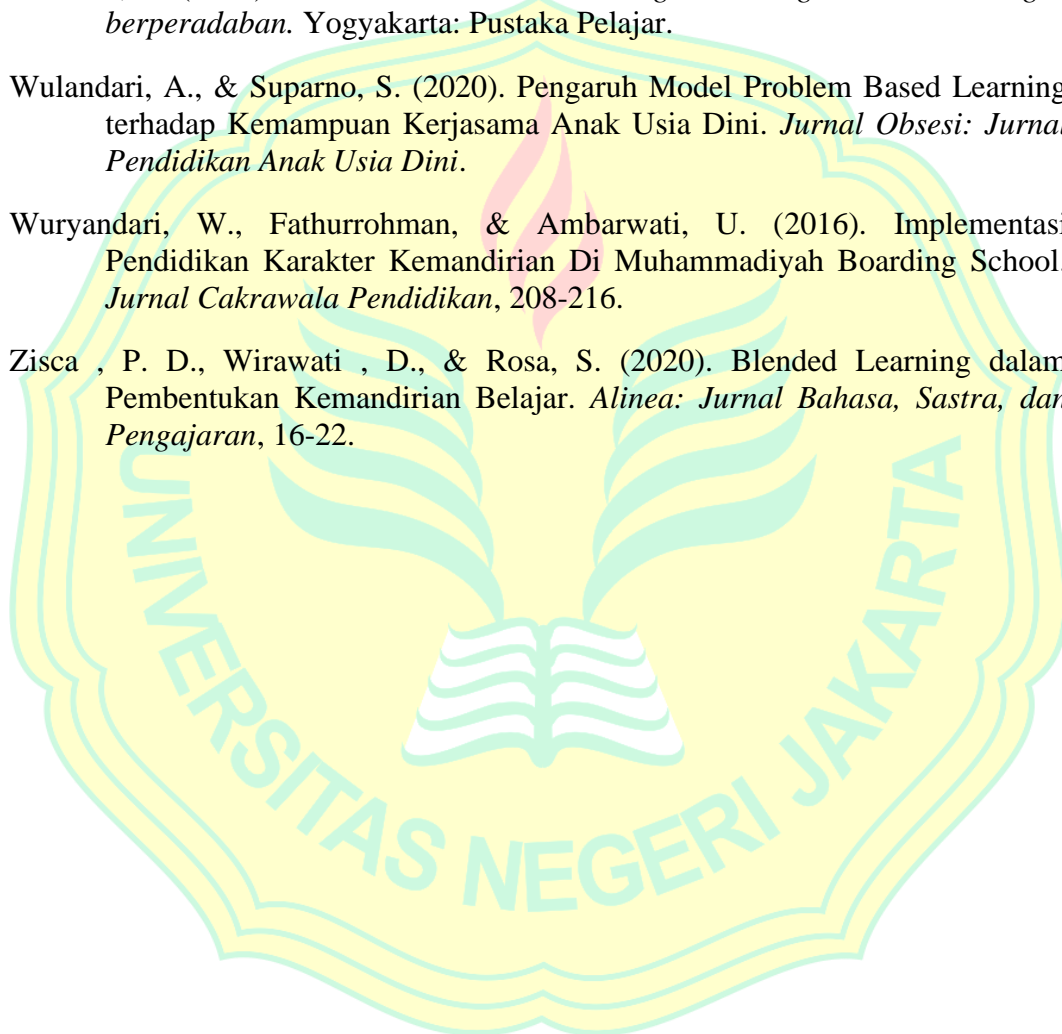 berperadaban. Yogyakarta: Pustaka Pelajar.
Wulandari, A., & Suparno, S. (2020). Pengaruh Model Problem Based Learning
terhadap Kemampuan Kerjasama Anak Usia Dini. Jurnal Obsesi: Jurnal
Pendidikan Anak Usia Dini.
Wuryandari, W., Fathurrohman, & Ambarwati, U. (2016). Implementasi
Pendidikan Karakter Kemandirian Di Muhammadiyah Boarding School.
Jurnal Cakrawala Pendidikan, 208-216.
Zisca , P. D., Wirawati , D., & Rosa, S. (2020). Blended Learning dalam
Pembentukan Kemandirian Belajar. Alinea: Jurnal Bahasa, Sastra, dan
Pengajaran, 16-22.
UNIVERSITAS NEGERI JAKARTA